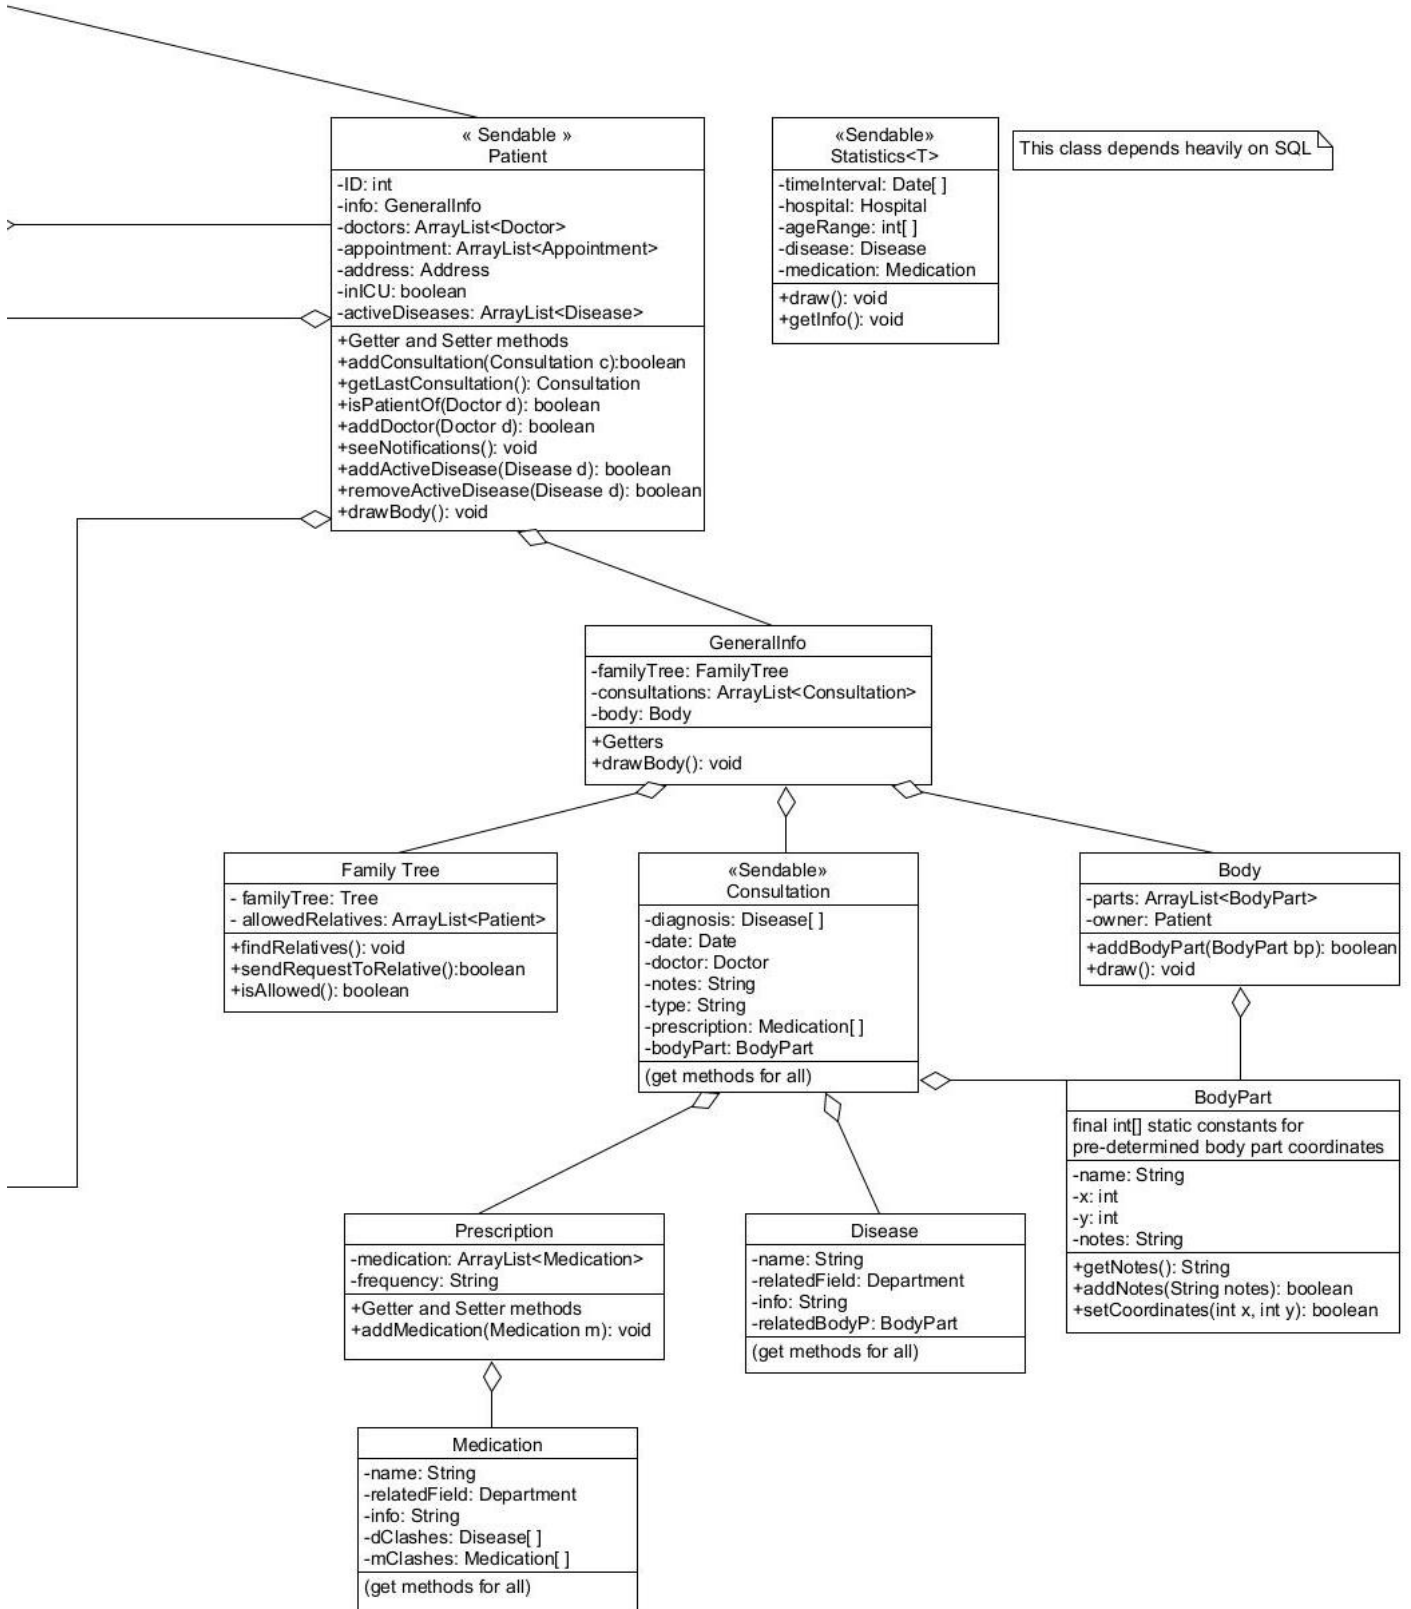 « Sendable »
Patient
-ID: int
-info: GeneralInfo
-doctors: ArrayList<Doctor>
-appointment: ArrayList<Appointment>
-address: Address
-inICU: boolean
-activeDiseases: ArrayList<Disease>
+Getter and Setter methods
+addConsultation(Consultation c):boolean
+getLastConsultation(): Consultation
+isPatientOf(Doctor d): boolean
+addDoctor(Doctor d): boolean
+seeNotifications(): void
+addActiveDisease(Disease d): boolean
+removeActiveDisease(Disease d): boolean
+drawBody(): void
«Sendable»
Statistics<T>
-timeInterval: Date[ ]
-hospital: Hospital
-ageRange: int[ ]
-disease: Disease
-medication: Medication
+draw(): void
+getInfo(): void
This class depends heavily on SQL
GeneralInfo
-familyTree: FamilyTree
-consultations: ArrayList<Consultation>
-body: Body
+Getters
+drawBody(): void
Family Tree
- familyTree: Tree
- allowedRelatives: ArrayList<Patient>
+findRelatives(): void
+sendRequestToRelative():boolean
+isAllowed(): boolean
«Sendable»
Consultation
-diagnosis: Disease[ ]
-date: Date
-doctor: Doctor
-notes: String
-type: String
-prescription: Medication[ ]
-bodyPart: BodyPart
(get methods for all)
Body
-parts: ArrayList<BodyPart>
-owner: Patient
+addBodyPart(BodyPart bp): boolean
+draw(): void
BodyPart
final int[] static constants for
pre-determined body part coordinates
-name: String
-x: int
-y: int
-notes: String
+getNotes(): String
+addNotes(String notes): boolean
+setCoordinates(int x, int y): boolean
Prescription
-medication: ArrayList<Medication>
-frequency: String
+Getter and Setter methods
+addMedication(Medication m): void
Disease
-name: String
-relatedField: Department
-info: String
-relatedBodyP: BodyPart
(get methods for all)
Medication
-name: String
-relatedField: Department
-info: String
-dClashes: Disease[ ]
-mClashes: Medication[ ]
(get methods for all)